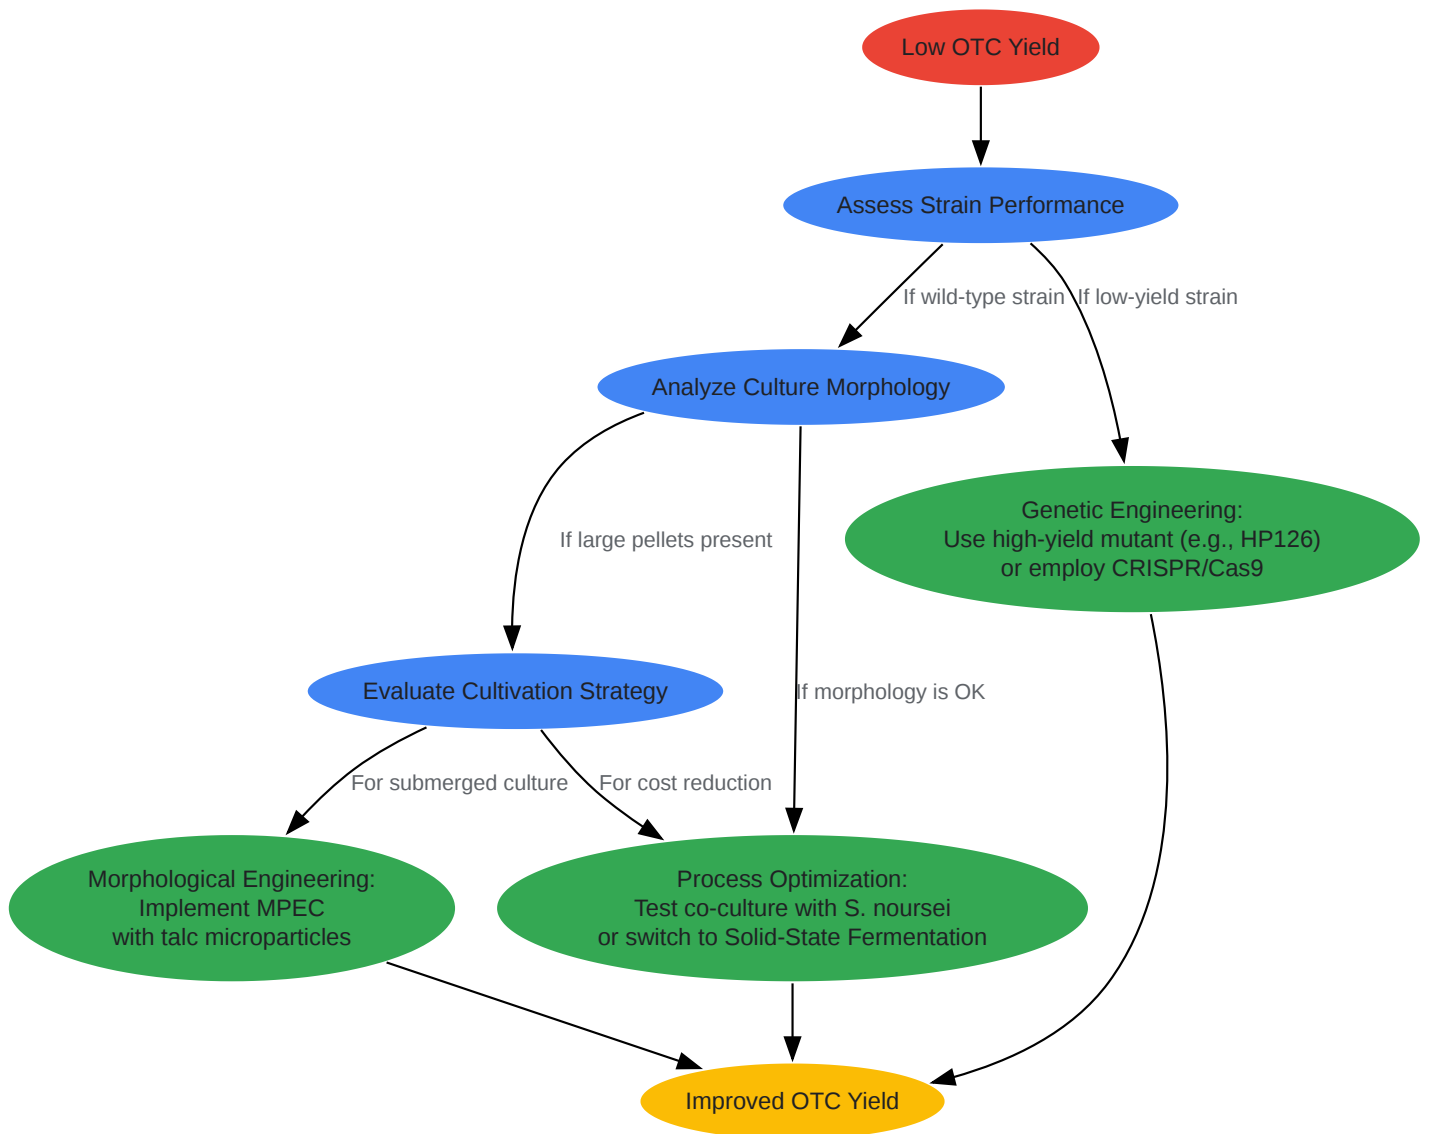 Low OTC Yield
Assess Strain Performance
If wild-type strain
If low-yield strain
Analyze Culture Morphology
Genetic Engineering:
Use high-yield mutant (e.g., HP126)
or employ CRISPR/Cas9
If large pellets present
Evaluate Cultivation Strategy
If morphology is OK
For submerged culture
For cost reduction
Morphological Engineering:
Implement MPEC
with talc microparticles
Process Optimization:
Test co-culture with S. noursei
or switch to Solid-State Fermentation
Improved OTC Yield